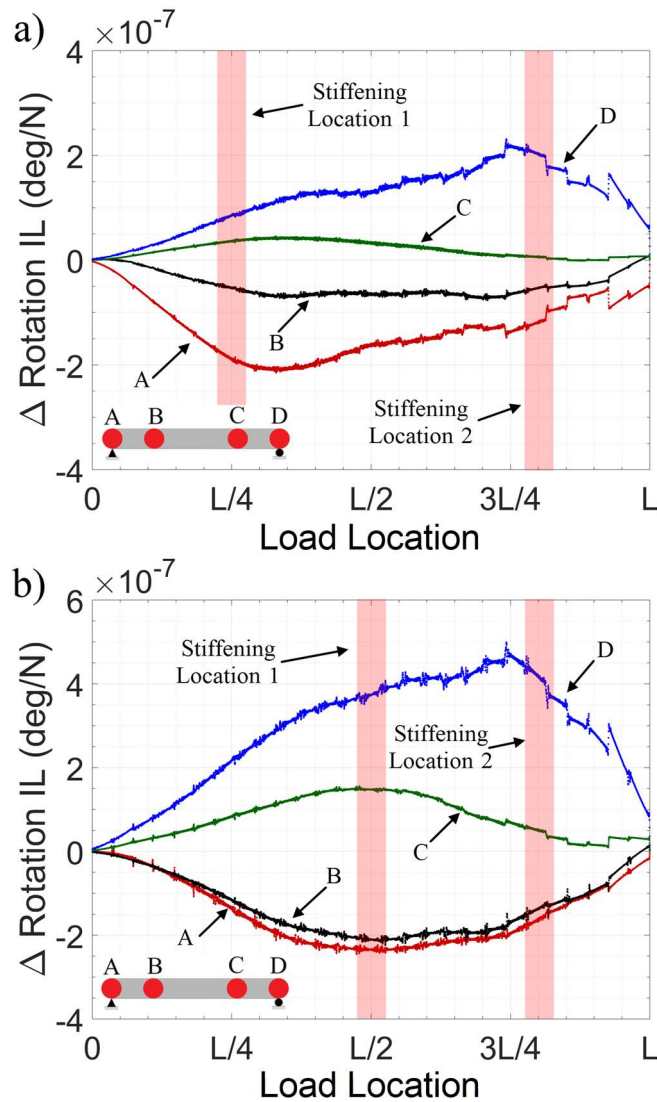 a)
×10⁻⁷
4
2
0
-2
-4
Δ Rotation IL (deg/N)
Stiffening
Location 1
D
C
B
A
Stiffening
Location 2
A B C D
0 L/4 L/2 3L/4 L
Load Location
b)
×10⁻⁷
6
4
2
0
-2
-4
Δ Rotation IL (deg/N)
Stiffening
Location 1
D
Stiffening
Location 2
C
B
A
A B C D
0 L/4 L/2 3L/4 L
Load Location